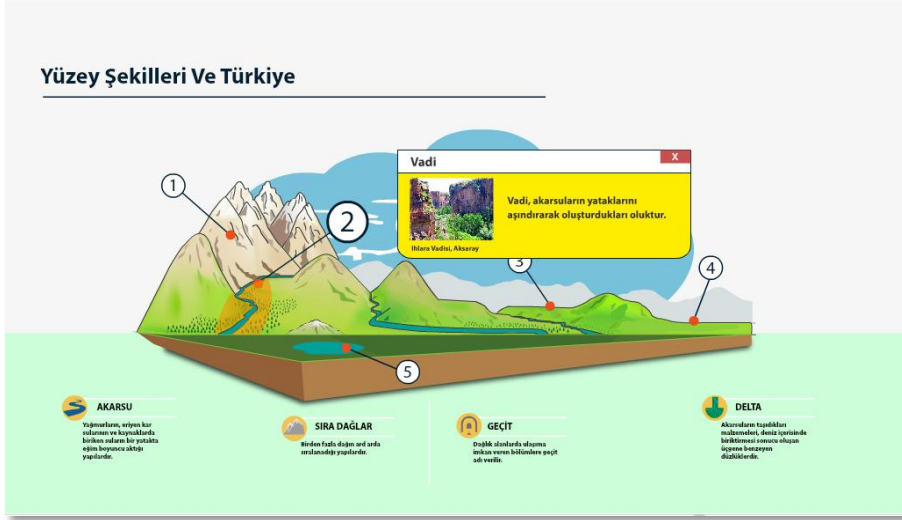 Yüzey Şekilleri Ve Türkiye
Vadi
X
Vadi, akarsuların yataklarını
aşındırarak oluşturdukları oluktur.
Ihlara Vadisi, Aksaray
1
2
3
4
5
AKARSU
Yağmurların, eriyen kar
sularının ve kaynaklarda
biriken suların bir yatakta
eğim boyunca aktığı
yapılardır.
SIRA DAĞLAR
Birden fazla dağın ard arda
sıralanadığı yapılardır.
GEÇİT
Dağlık alanlarda ulaşıma
imkan veren bölümlere geçit
adı verilir.
DELTA
Akarsuların taşıdıkları
malzemeleri, deniz içerisinde
biriktirmesi sonucu oluşan
üçgene benzeyen
düzlüklerdir.